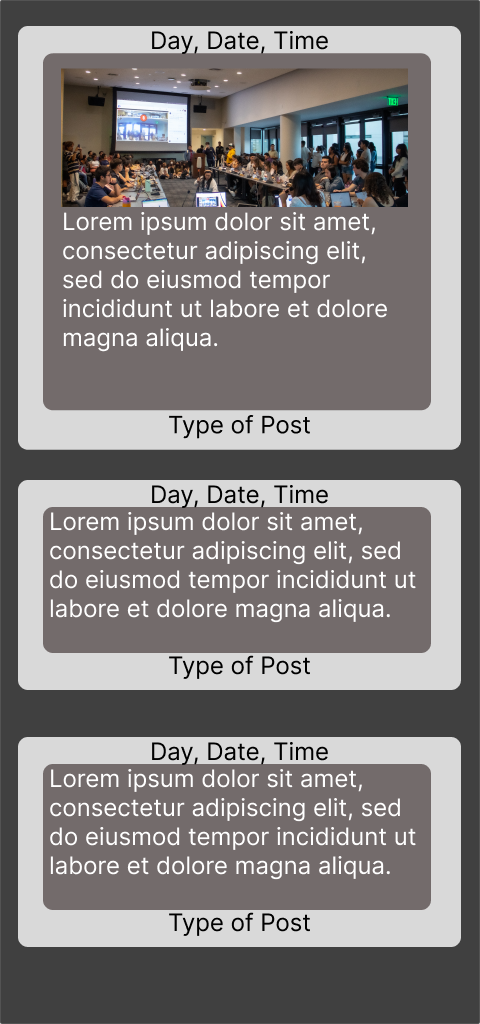 Day, Date, Time
Lorem ipsum dolor sit amet,
consectetur adipiscing elit,
sed do eiusmod tempor
incididunt ut labore et dolore
magna aliqua.
Type of Post
Day, Date, Time
Lorem ipsum dolor sit amet,
consectetur adipiscing elit, sed
do eiusmod tempor incididunt ut
labore et dolore magna aliqua.
Type of Post
Day, Date, Time
Lorem ipsum dolor sit amet,
consectetur adipiscing elit, sed
do eiusmod tempor incididunt ut
labore et dolore magna aliqua.
Type of Post